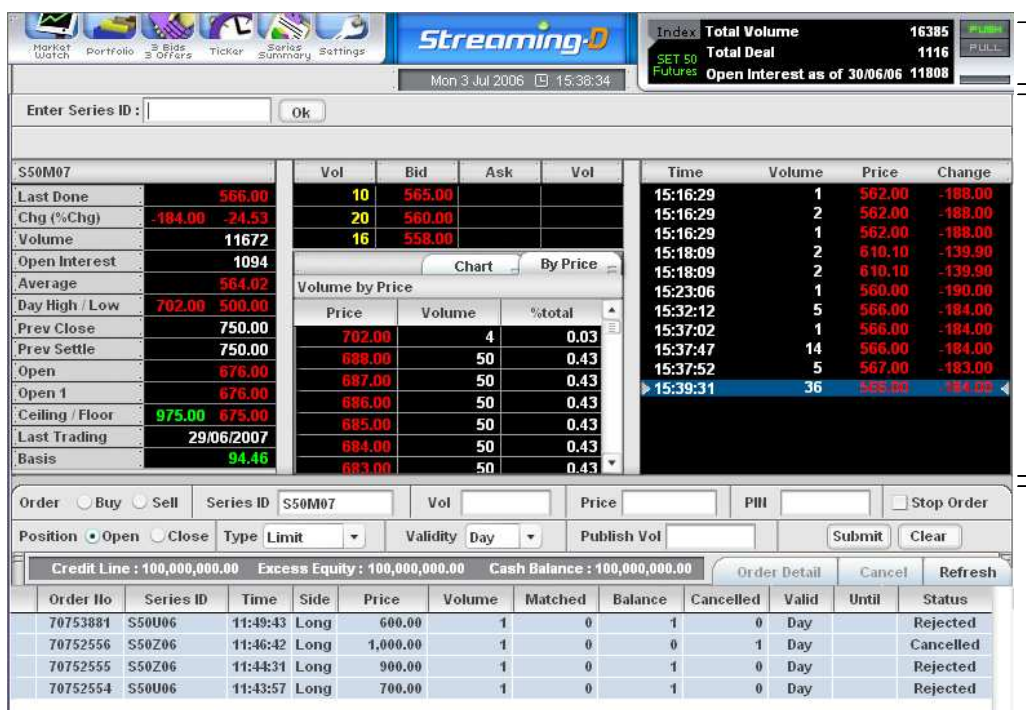 Market Watch Portfolio 3 Bids 3 Offers Ticker Series Summary Settings
Streaming-D
Mon 3 Jul 2006 15:38:34
Index Total Volume 16385 PUSH
SET 50 Futures Total Deal 1116 PULL
Open Interest as of 30/06/06 11808
Enter Series ID : Ok
S50M07
Last Done 566.00
Chg (%Chg) -184.00 -24.53
Volume 11672
Open Interest 1094
Average 564.02
Day High / Low 702.00 500.00
Prev Close 750.00
Prev Settle 750.00
Open 676.00
Open 1 676.00
Ceiling / Floor 975.00 675.00
Last Trading 29/06/2007
Basis 94.46
Vol Bid Ask Vol
10 565.00
20 560.00
16 558.00
Chart By Price
Volume by Price
Price Volume %total
702.00 4 0.03
688.00 50 0.43
687.00 50 0.43
686.00 50 0.43
685.00 50 0.43
684.00 50 0.43
683.00 50 0.43
Time Volume Price Change
15:16:29 1 562.00 -188.00
15:16:29 2 562.00 -188.00
15:16:29 1 562.00 -188.00
15:18:09 2 610.10 -139.90
15:18:09 2 610.10 -139.90
15:23:06 1 560.00 -190.00
15:32:12 5 566.00 -184.00
15:37:02 1 566.00 -184.00
15:37:47 14 566.00 -184.00
15:37:52 5 567.00 -183.00
15:39:31 36 566.00 -184.00
Order Buy Sell Series ID S50M07 Vol Price PIN Stop Order
Position Open Close Type Limit Validity Day Publish Vol Submit Clear
Credit Line : 100,000,000.00 Excess Equity : 100,000,000.00 Cash Balance : 100,000,000.00 Order Detail Cancel Refresh
Order No Series ID Time Side Price Volume Matched Balance Cancelled Valid Until Status
70753881 S50U06 11:49:43 Long 600.00 1 0 1 0 Day Rejected
70752556 S50Z06 11:46:42 Long 1,000.00 1 0 0 1 Day Cancelled
70752555 S50Z06 11:44:31 Long 900.00 1 0 1 0 Day Rejected
70752554 S50U06 11:43:57 Long 700.00 1 0 1 0 Day Rejected